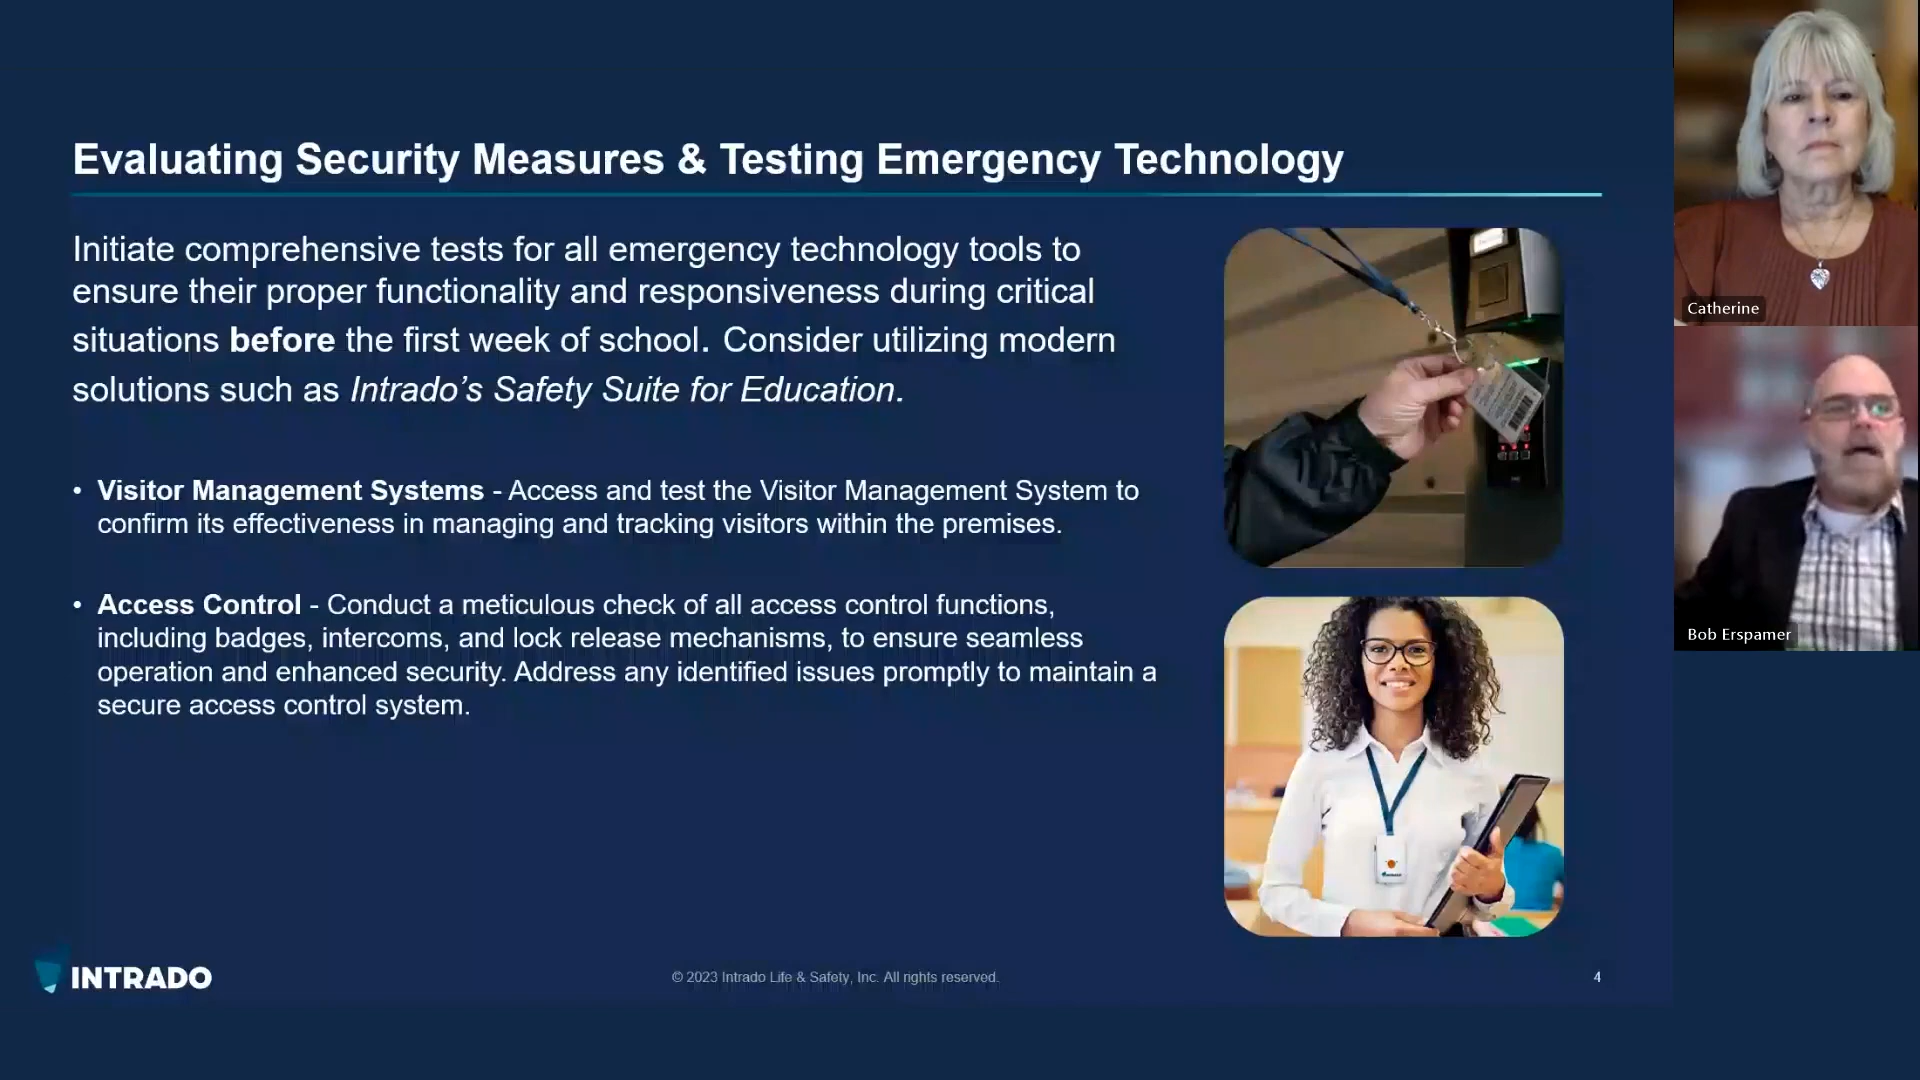 Evaluating Security Measures & Testing Emergency Technology
Initiate comprehensive tests for all emergency technology tools to
ensure their proper functionality and responsiveness during critical
situations before the first week of school. Consider utilizing modern
solutions such as Intrado’s Safety Suite for Education.
• Visitor Management Systems - Access and test the Visitor Management System to
confirm its effectiveness in managing and tracking visitors within the premises.
• Access Control - Conduct a meticulous check of all access control functions,
including badges, intercoms, and lock release mechanisms, to ensure seamless
operation and enhanced security. Address any identified issues promptly to maintain a
secure access control system.
INTRADO
© 2023 Intrado Life & Safety, Inc. All rights reserved.
4
Catherine
Bob Erspamer